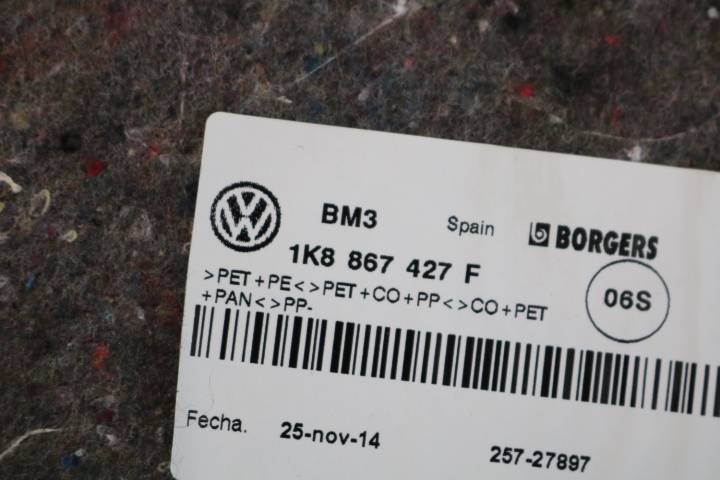 BM3 Spain BORGERS
1K8 867 427 F
>PET+PE<>PET+CO+PP<>CO+PET
+PAN<>PP-
06S
Fecha. 25-nov-14 257-27897